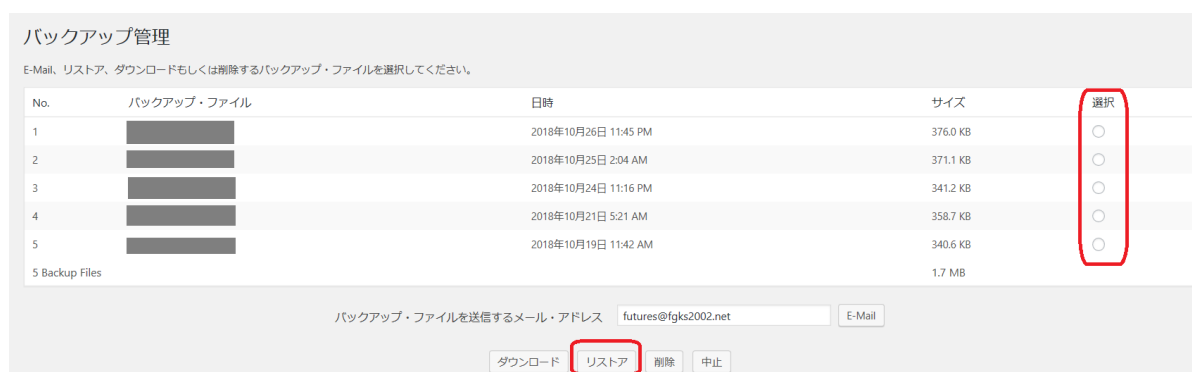 バックアップ管理
E-Mail、リストア、ダウンロードもしくは削除するバックアップ・ファイルを選択してください。
No. バックアップ・ファイル 日時 サイズ 選択
1 2018年10月26日 11:45 PM 376.0 KB
2 2018年10月25日 2:04 AM 371.1 KB
3 2018年10月24日 11:16 PM 341.2 KB
4 2018年10月21日 5:21 AM 358.7 KB
5 2018年10月19日 11:42 AM 340.6 KB
5 Backup Files 1.7 MB
バックアップ・ファイルを送信するメール・アドレス futures@fgks2002.net E-Mail
ダウンロード リストア 削除 中止